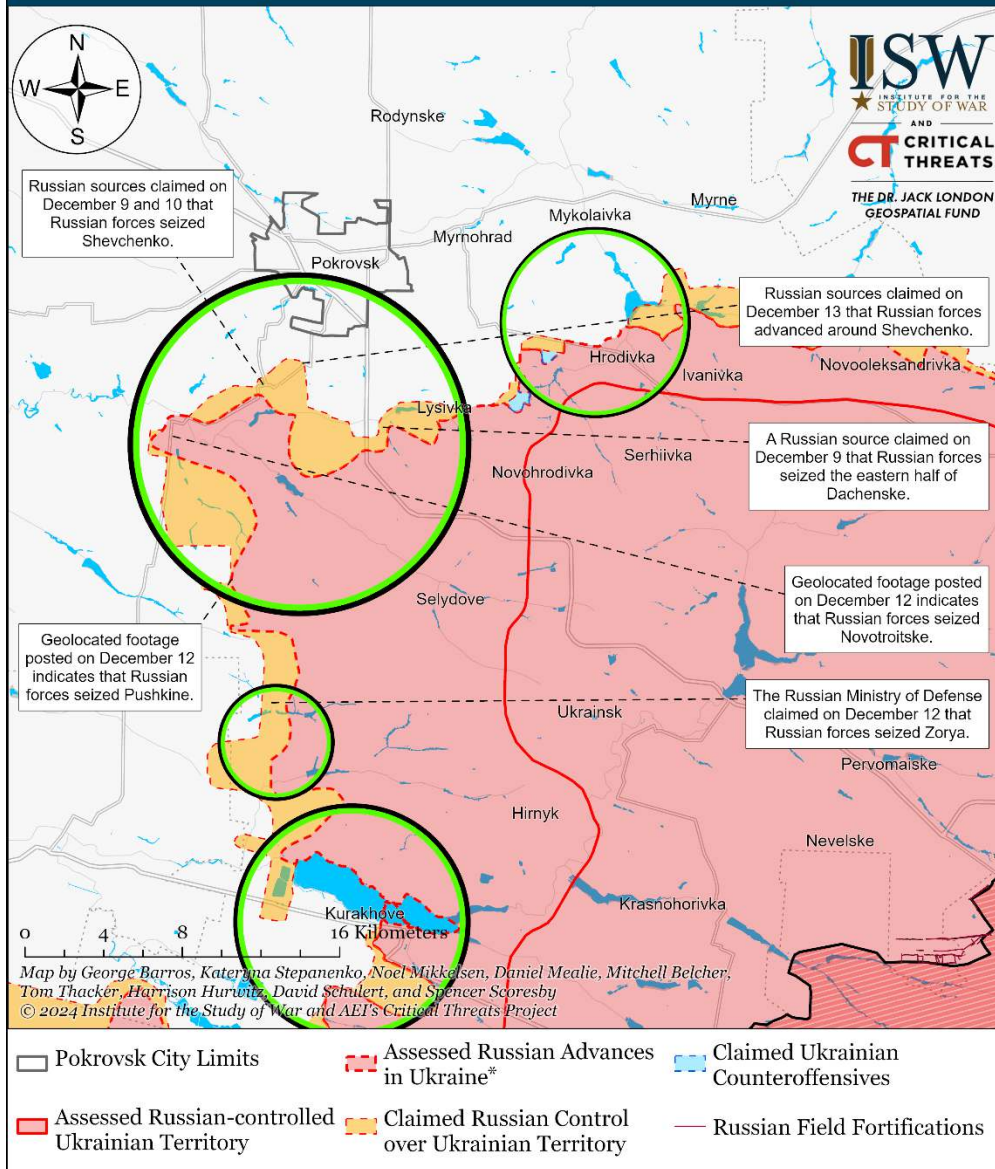 N
W
E
S
ISW
INSTITUTE FOR THE
STUDY OF WAR
AND
CT CRITICAL
THREATS
THE DR. JACK LONDON
GEOSPATIAL FUND
Rodynske
Russian sources claimed on
December 9 and 10 that
Russian forces seized
Shevchenko.
Myrne
Mykolaivka
Myrnohrad
Pokrovsk
Russian sources claimed on
December 13 that Russian forces
advanced around Shevchenko.
Hrodivka
Ivanivka
Novooleksandrivka
Lysivka
A Russian source claimed on
December 9 that Russian forces
seized the eastern half of
Dachenske.
Serhiivka
Novohrodivka
Geolocated footage posted
on December 12 indicates
that Russian forces seized
Novotroitske.
Selydove
Geolocated footage
posted on December 12
indicates that Russian
forces seized Pushkine.
The Russian Ministry of Defense
claimed on December 12 that
Russian forces seized Zorya.
Ukrainsk
Pervomaiske
Hirnyk
Nevelske
Krasnohorivka
Kurakhove
0 4 8 16 Kilometers
Map by George Barros, Kateryna Stepanenko, Noel Mikkelsen, Daniel Mealie, Mitchell Belcher,
Tom Thacker, Harrison Hurwitz, David Schulert, and Spencer Scoresby
© 2024 Institute for the Study of War and AEI's Critical Threats Project
Pokrovsk City Limits
Assessed Russian Advances
in Ukraine*
Claimed Ukrainian
Counteroffensives
Assessed Russian-controlled
Ukrainian Territory
Claimed Russian Control
over Ukrainian Territory
Russian Field Fortifications